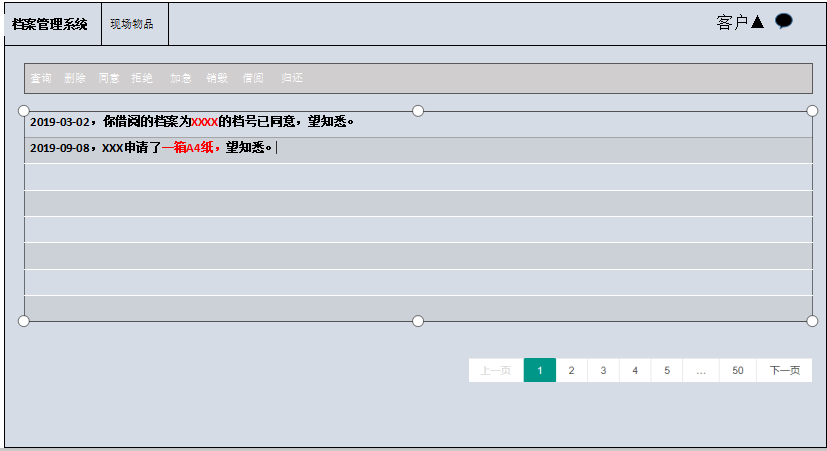 档案管理系统 现场物品 客户▲
查询 删除 同意 拒绝 加急 销毁 借阅 归还
2019-03-02，你借阅的档案为XXXX的档号已同意，望知悉。
2019-09-08，XXX申请了一箱A4纸，望知悉。
上一页 1 2 3 4 5 … 50 下一页